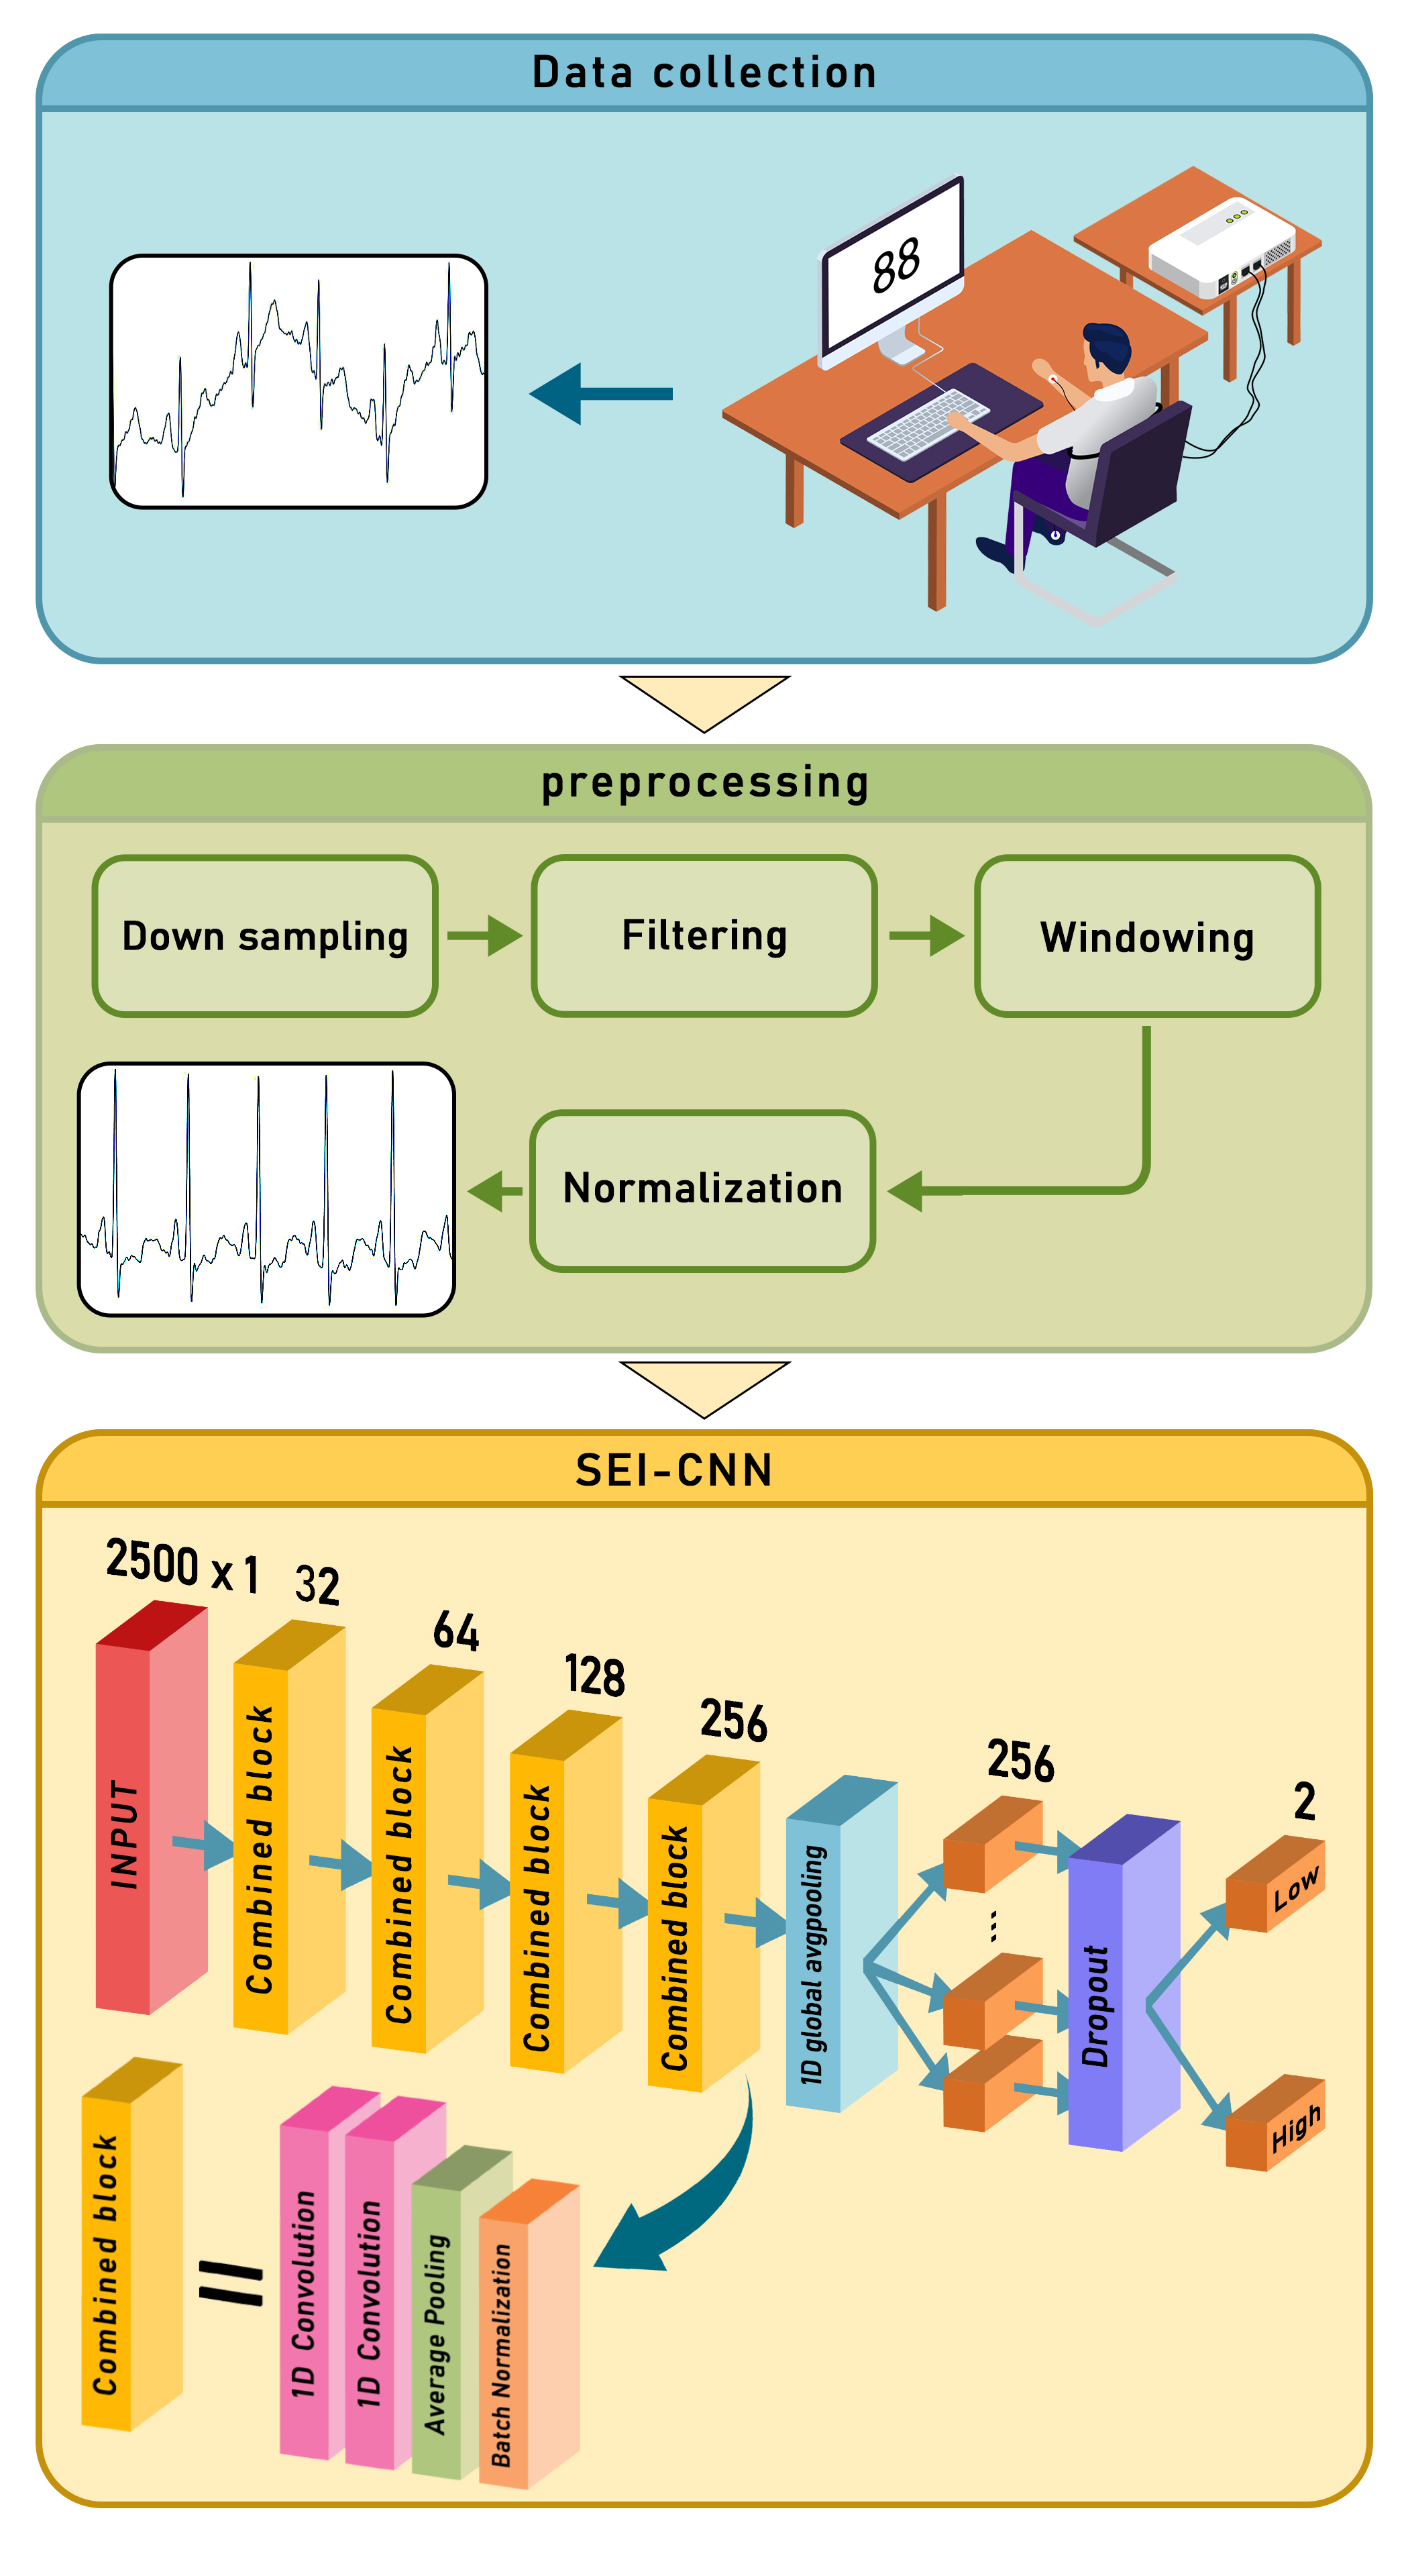 Data collection
88
preprocessing
Down sampling
Filtering
Windowing
Normalization
SEI-CNN
2500 x 1
32
64
128
256
256
2
INPUT
Combined block
Combined block
Combined block
Combined block
1D global avgpooling
...
Dropout
Low
High
Combined block
=
1D Convolution
1D Convolution
Average Pooling
Batch Normalization